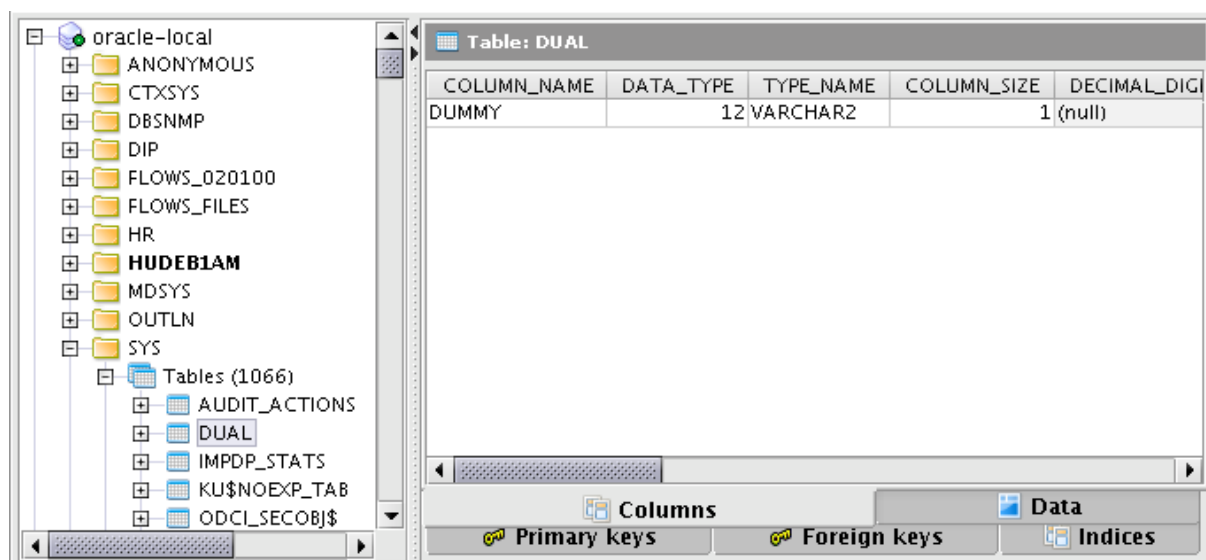 oracle-local
ANONYMOUS
CTXSYS
DBSNMP
DIP
FLOWS_020100
FLOWS_FILES
HR
HUDEB1AM
MDSYS
OUTLN
SYS
Tables (1066)
AUDIT_ACTIONS
DUAL
IMPDP_STATS
KU$NOEXP_TAB
ODCI_SECOBJ$
Table: DUAL
COLUMN_NAME DATA_TYPE TYPE_NAME COLUMN_SIZE DECIMAL_DIGI
DUMMY 12 VARCHAR2 1 (null)
Columns Data
Primary keys Foreign keys Indices